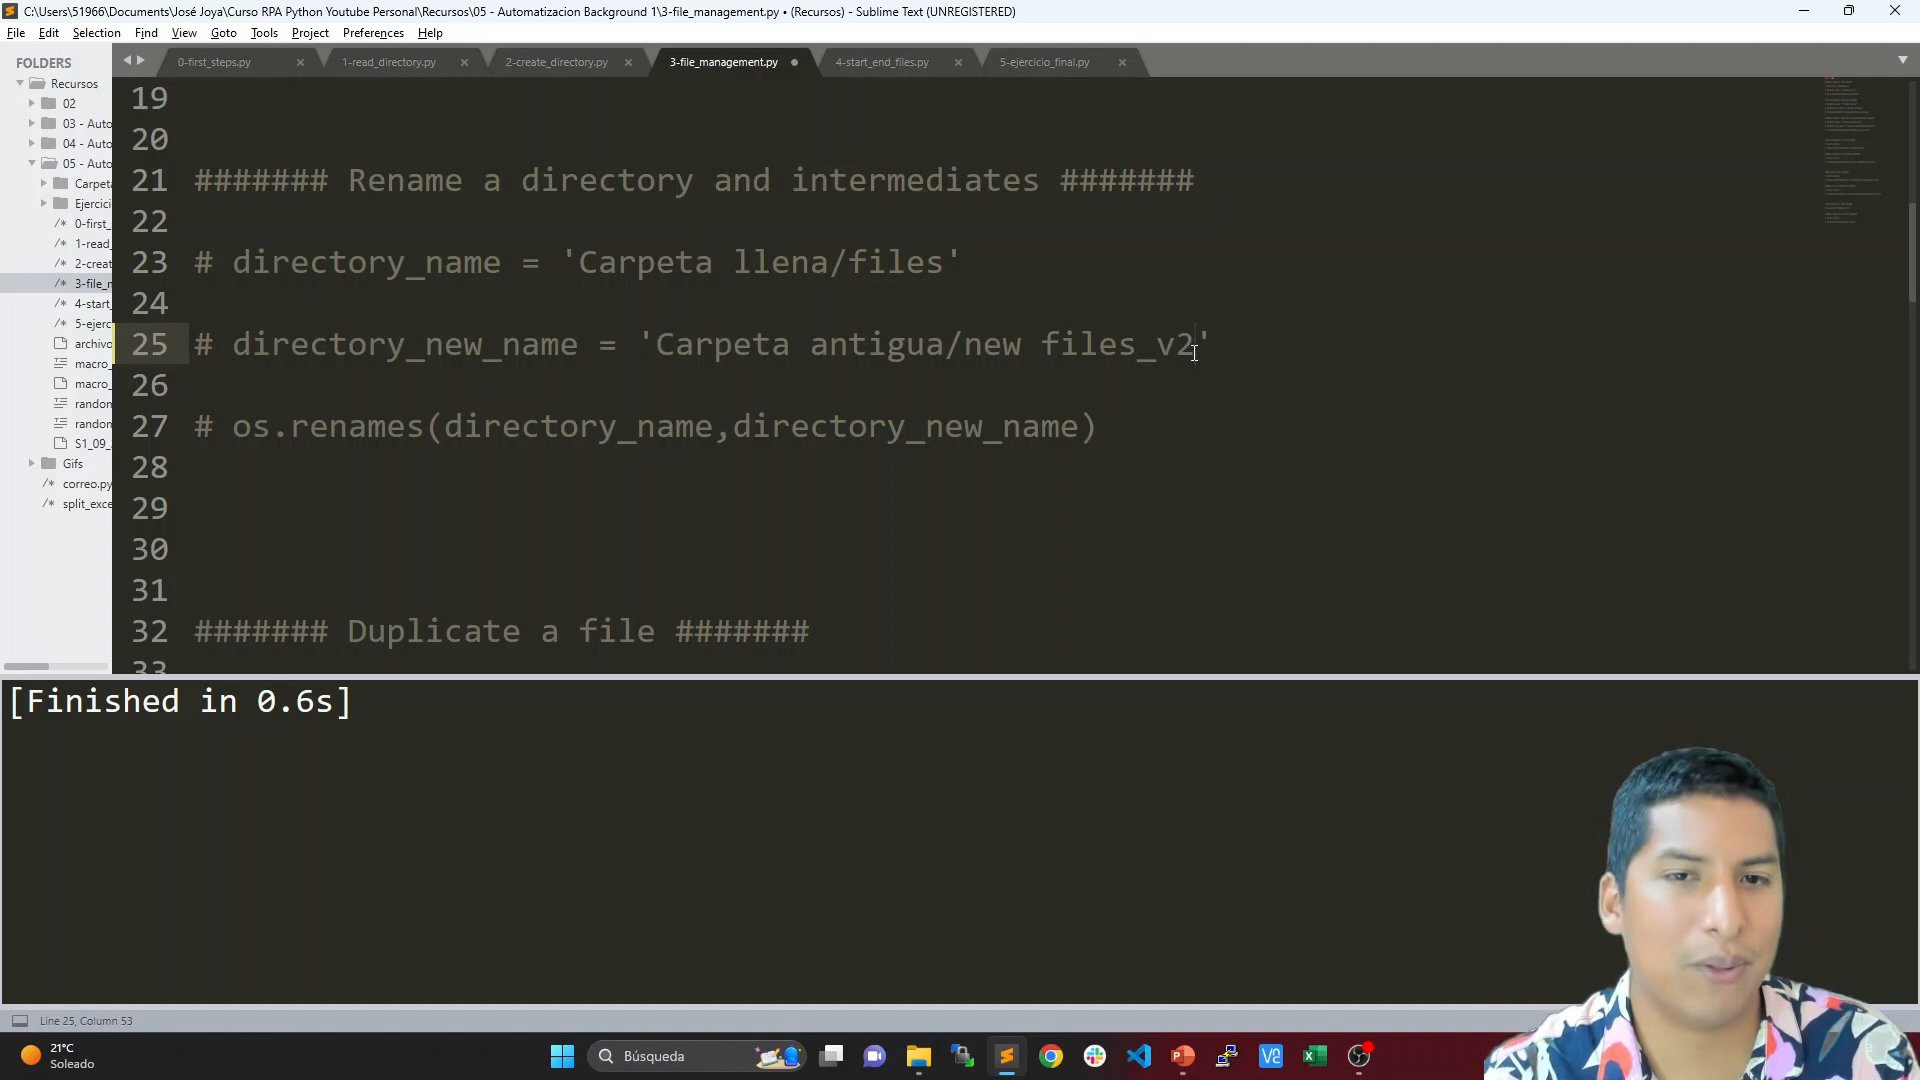 C:\Users\51966\Documents\José Joya\Curso RPA Python Youtube Personal\Recursos\05 - Automatizacion Background 1\3-file_management.py • (Recursos) - Sublime Text (UNREGISTERED)
File Edit Selection Find View Goto Tools Project Preferences Help
FOLDERS
Recursos
02
03 - Auto
04 - Auto
05 - Auto
Carpet
Ejercici
0-first_
1-read_
2-creat
3-file_r
4-start_
5-ejerc
archivo
macro_
macro_
randon
randon
S1_09_
Gifs
correo.py
split_exce
0-first_steps.py 1-read_directory.py 2-create_directory.py 3-file_management.py 4-start_end_files.py 5-ejercicio_final.py
19
20
21 ####### Rename a directory and intermediates #######
22
23 # directory_name = 'Carpeta llena/files'
24
25 # directory_new_name = 'Carpeta antigua/new files_v2'
26
27 # os.renames(directory_name,directory_new_name)
28
29
30
31
32 ####### Duplicate a file #######
33
[Finished in 0.6s]
Line 25, Column 53
21°C
Soleado
Búsqueda